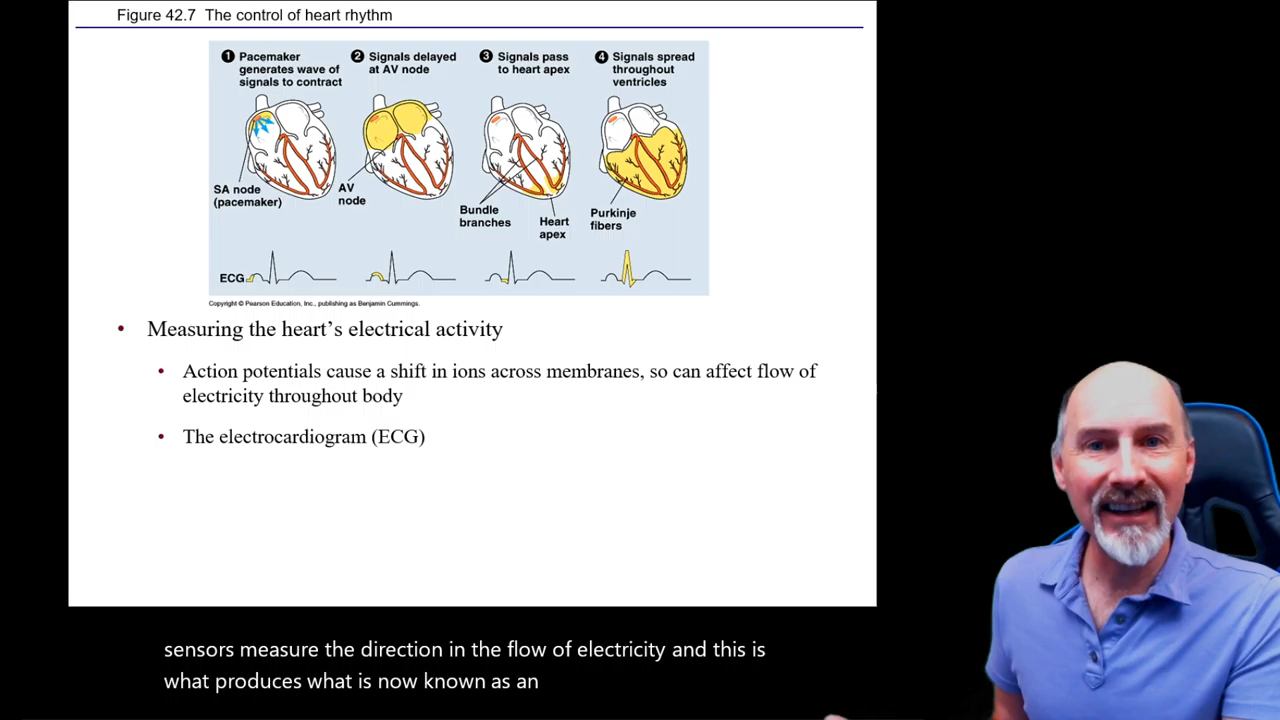 Figure 42.7 The control of heart rhythm
1 Pacemaker
generates wave of
signals to contract
2 Signals delayed
at AV node
3 Signals pass
to heart apex
4 Signals spread
throughout
ventricles
SA node
(pacemaker)
AV
node
Bundle
branches
Heart
apex
Purkinje
fibers
ECG
Copyright © Pearson Education, Inc., publishing as Benjamin Cummings.
• Measuring the heart’s electrical activity
• Action potentials cause a shift in ions across membranes, so can affect flow of
electricity throughout body
• The electrocardiogram (ECG)
sensors measure the direction in the flow of electricity and this is
what produces what is now known as an